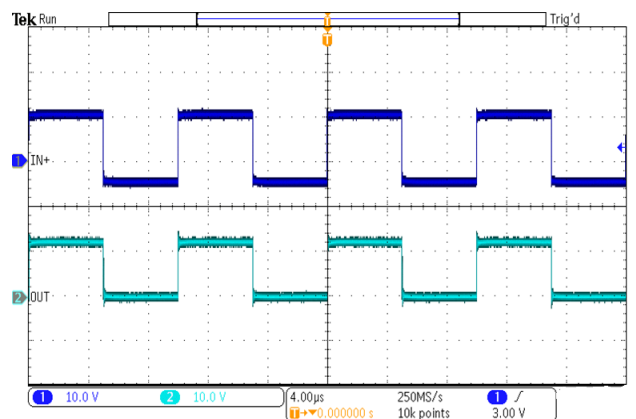 Tek Run Trig'd
T
1 IN+
2 OUT
1 10.0 V 2 10.0 V 4.00µs 250MS/s 1 ∫
T→▼0.000000 s 10k points 3.00 V